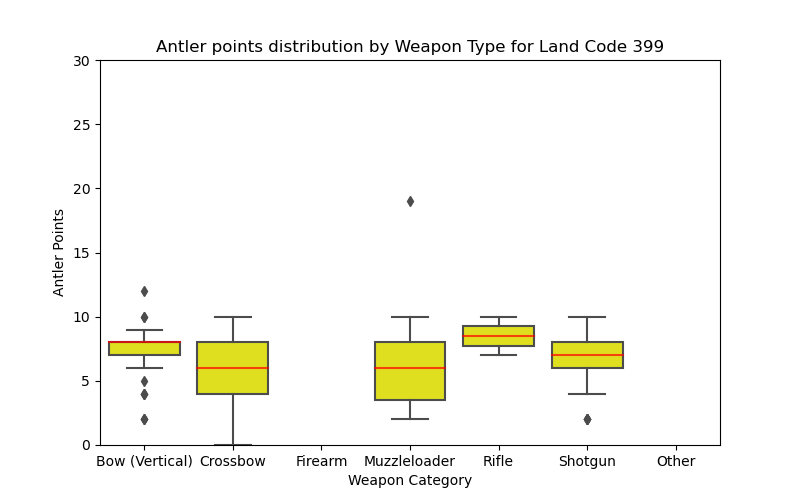 Antler points distribution by Weapon Type for Land Code 399
30
25
20
15
10
5
0
Antler Points
Bow (Vertical) Crossbow Firearm Muzzleloader Rifle Shotgun Other
Weapon Category